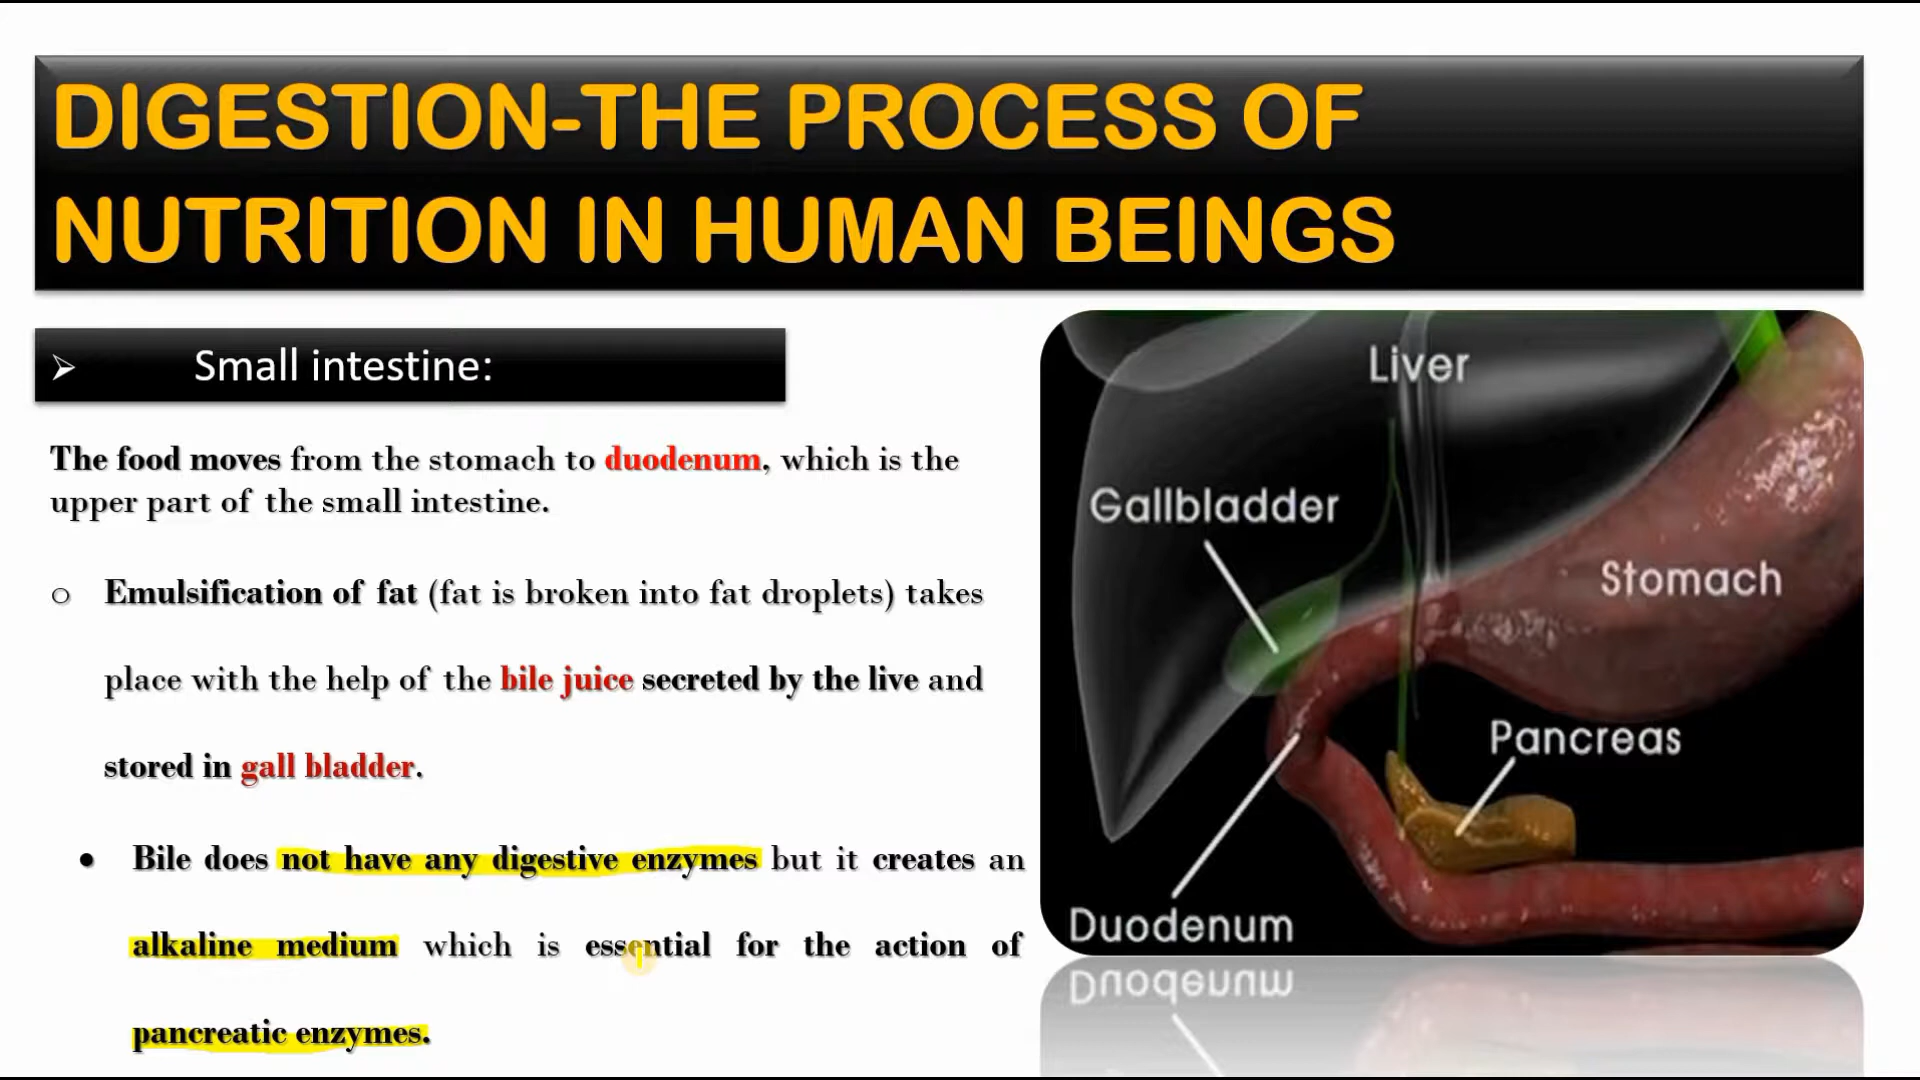 DIGESTION-THE PROCESS OF
NUTRITION IN HUMAN BEINGS
Small intestine:
The food moves from the stomach to duodenum, which is the
upper part of the small intestine.
Emulsification of fat (fat is broken into fat droplets) takes
place with the help of the bile juice secreted by the live and
stored in gall bladder.
Bile does not have any digestive enzymes but it creates an
alkaline medium which is essential for the action of
pancreatic enzymes.
Liver
Gallbladder
Stomach
Pancreas
Duodenum